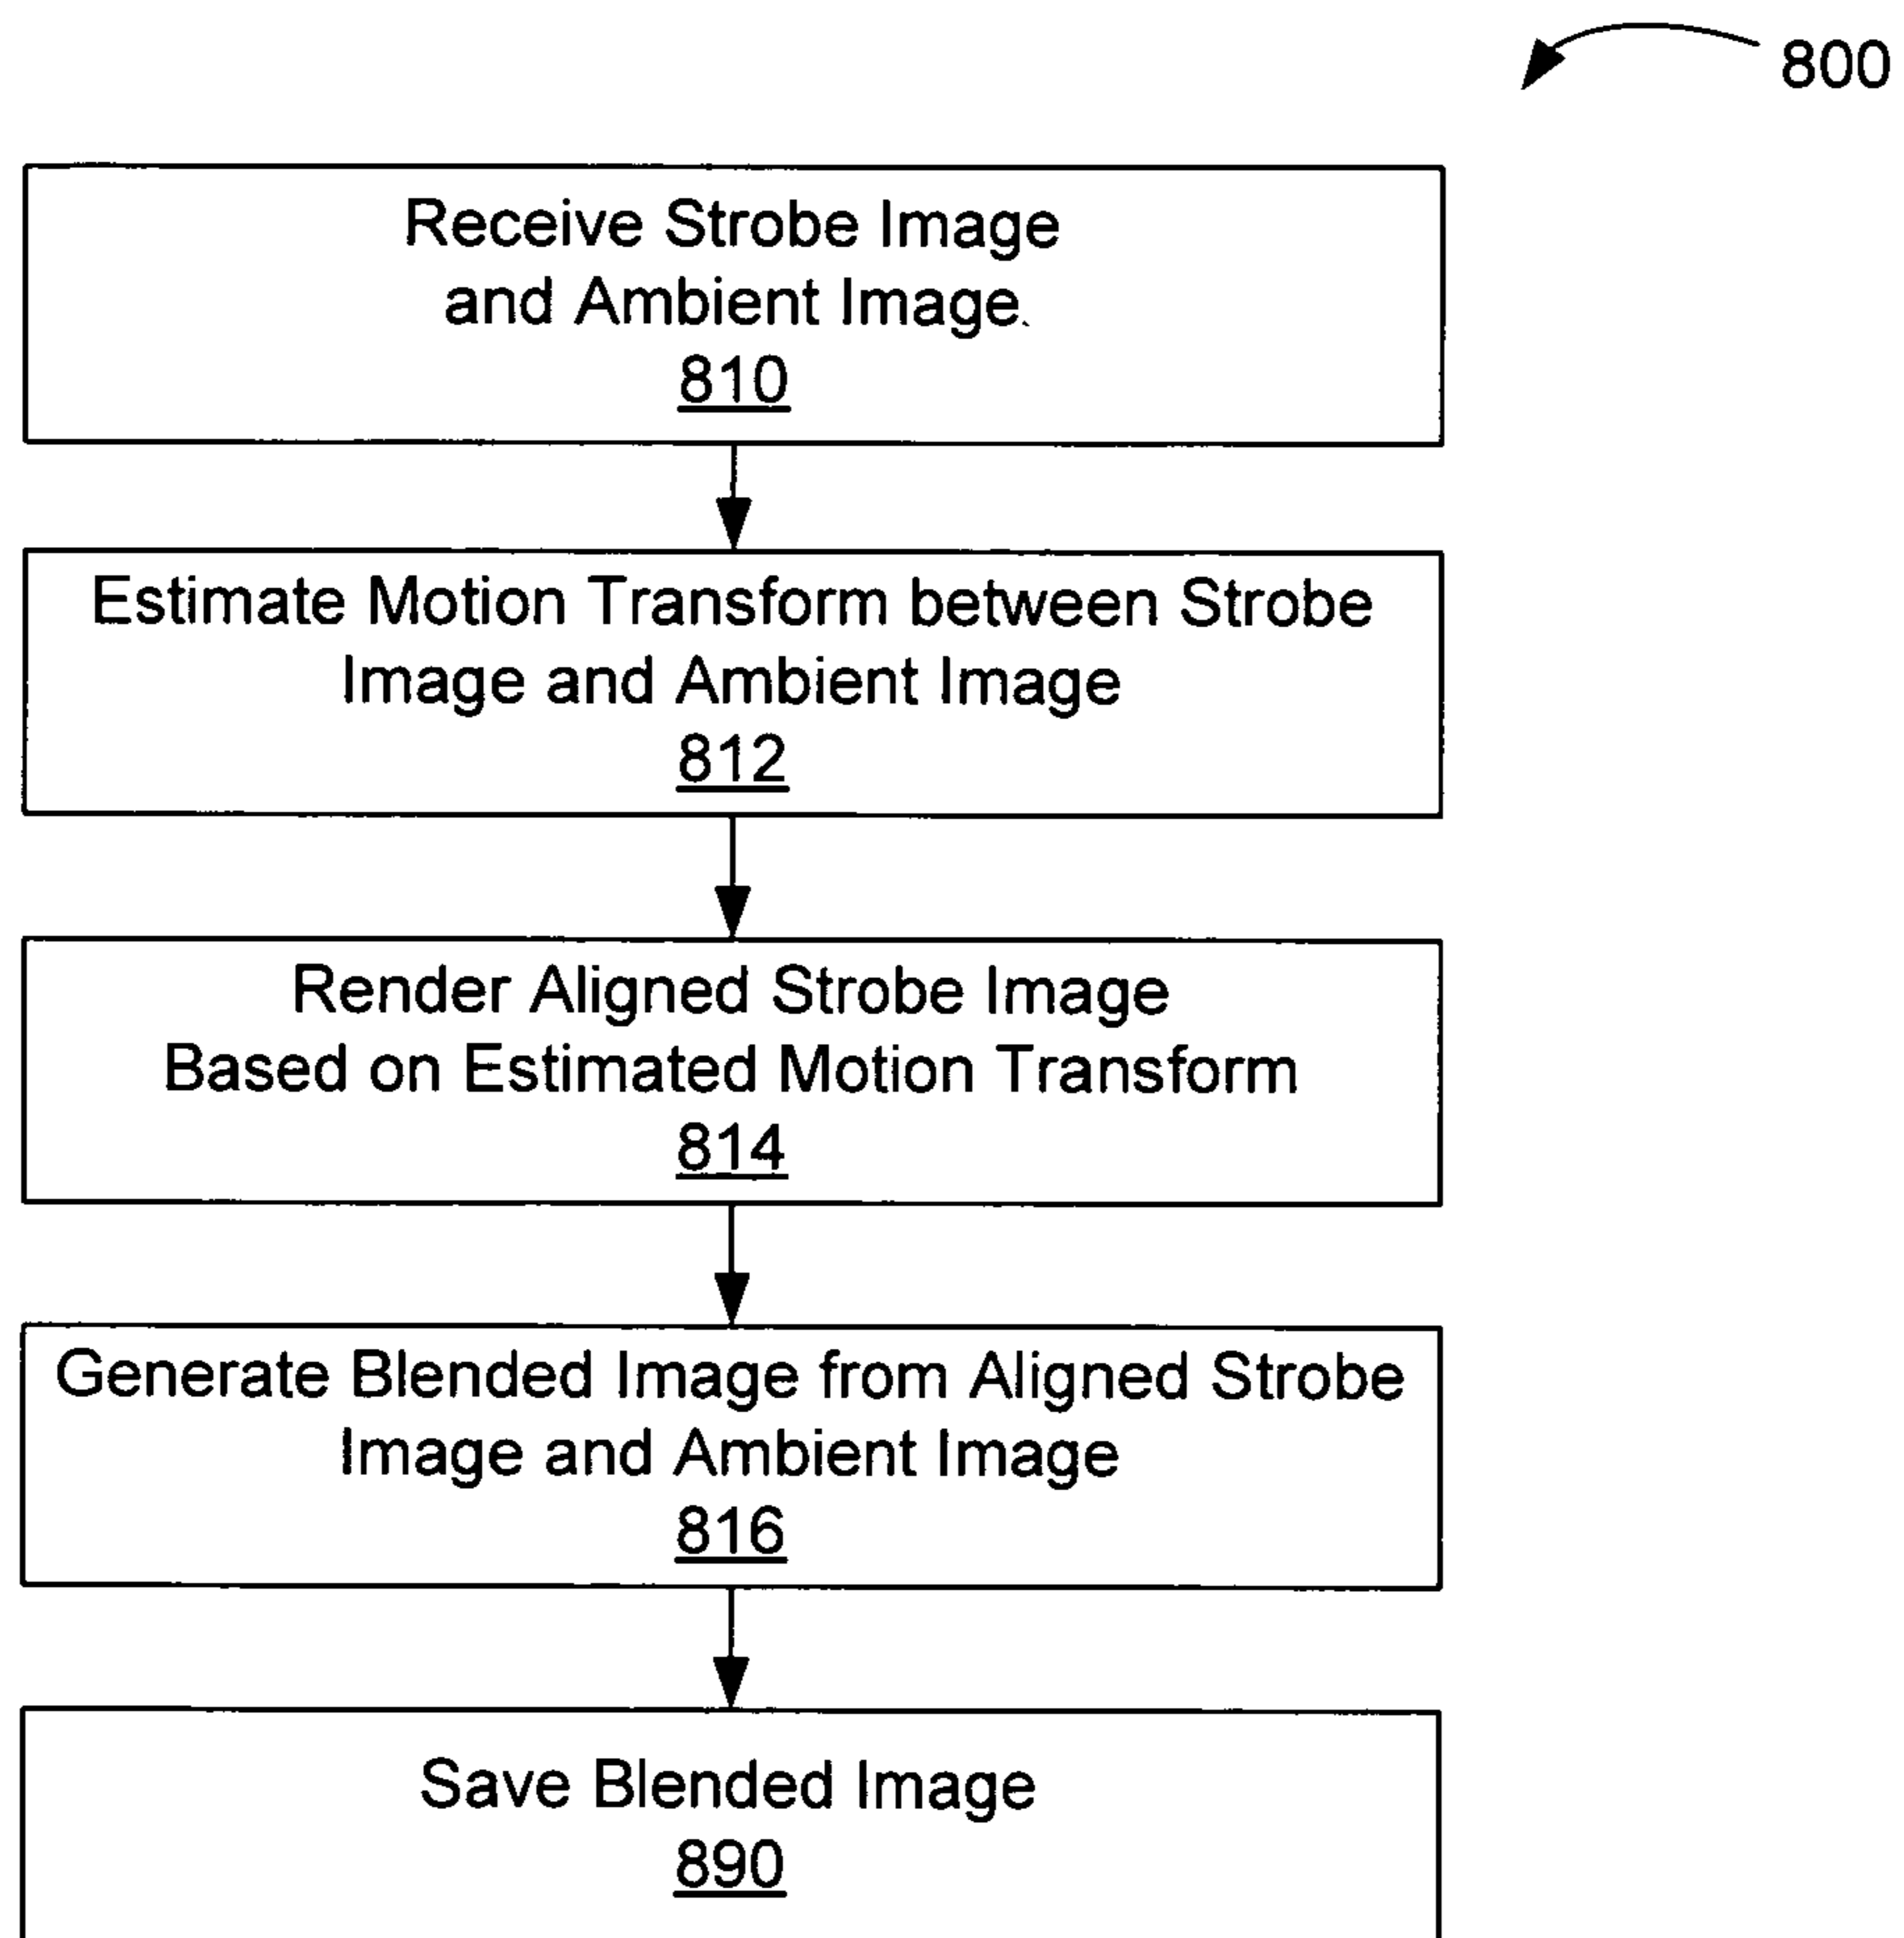 800
Receive Strobe Image
and Ambient Image
810
Estimate Motion Transform between Strobe
Image and Ambient Image
812
Render Aligned Strobe Image
Based on Estimated Motion Transform
814
Generate Blended Image from Aligned Strobe
Image and Ambient Image
816
Save Blended Image
890